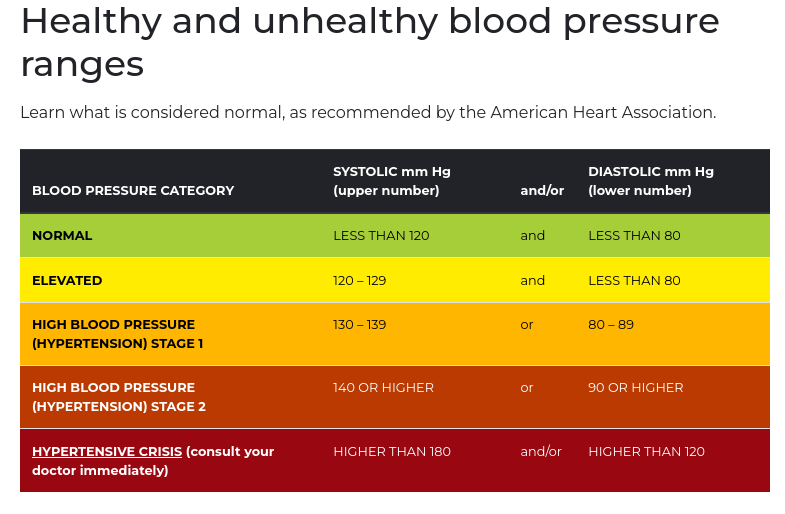 Healthy and unhealthy blood pressure
ranges
Learn what is considered normal, as recommended by the American Heart Association.
BLOOD PRESSURE CATEGORY SYSTOLIC mm Hg (upper number) and/or DIASTOLIC mm Hg (lower number)
NORMAL LESS THAN 120 and LESS THAN 80
ELEVATED 120 – 129 and LESS THAN 80
HIGH BLOOD PRESSURE (HYPERTENSION) STAGE 1 130 – 139 or 80 – 89
HIGH BLOOD PRESSURE (HYPERTENSION) STAGE 2 140 OR HIGHER or 90 OR HIGHER
HYPERTENSIVE CRISIS (consult your doctor immediately) HIGHER THAN 180 and/or HIGHER THAN 120